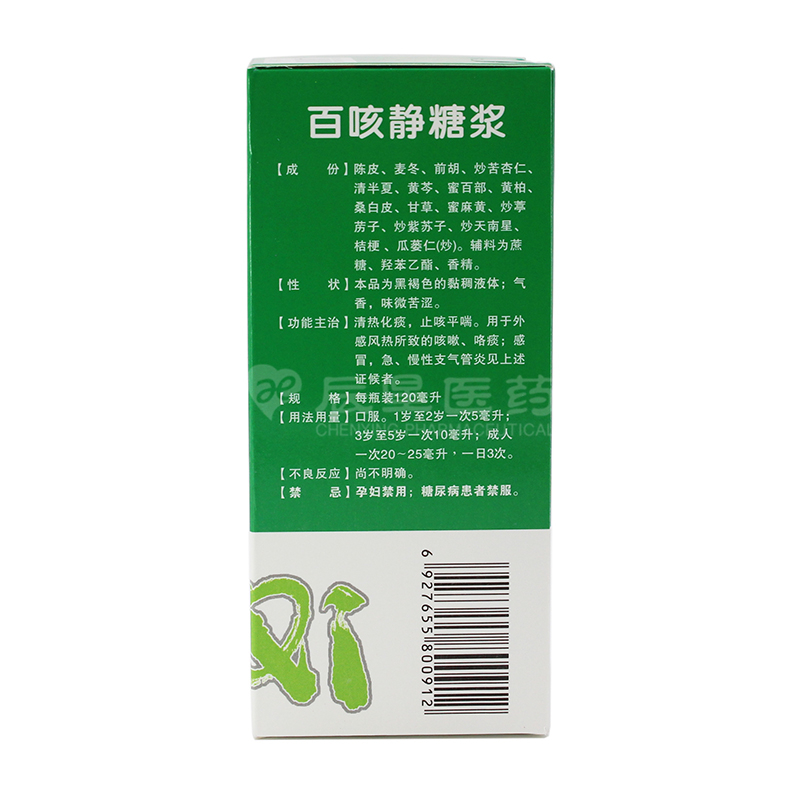 百咳静糖浆
【成　份】陈皮、麦冬、前胡、炒苦杏仁、
清半夏、黄芩、蜜百部、黄柏、
桑白皮、甘草、蜜麻黄、炒葶
苈子、炒紫苏子、炒天南星、
桔梗、瓜蒌仁(炒)。辅料为蔗
糖、羟苯乙酯、香精。
【性　状】本品为黑褐色的黏稠液体；气
香，味微苦涩。
【功能主治】清热化痰，止咳平喘。用于外
感风热所致的咳嗽、咯痰；感
冒，急、慢性支气管炎见上述
证候者。
【规　格】每瓶装120毫升
【用法用量】口服。1岁至2岁一次5毫升；
3岁至5岁一次10毫升；成人
一次20～25毫升，一日3次。
【不良反应】尚不明确。
【禁　忌】孕妇禁用；糖尿病患者禁服。
辰星医药
CHENXING PHARMACEUTICAL
6 927655 800912